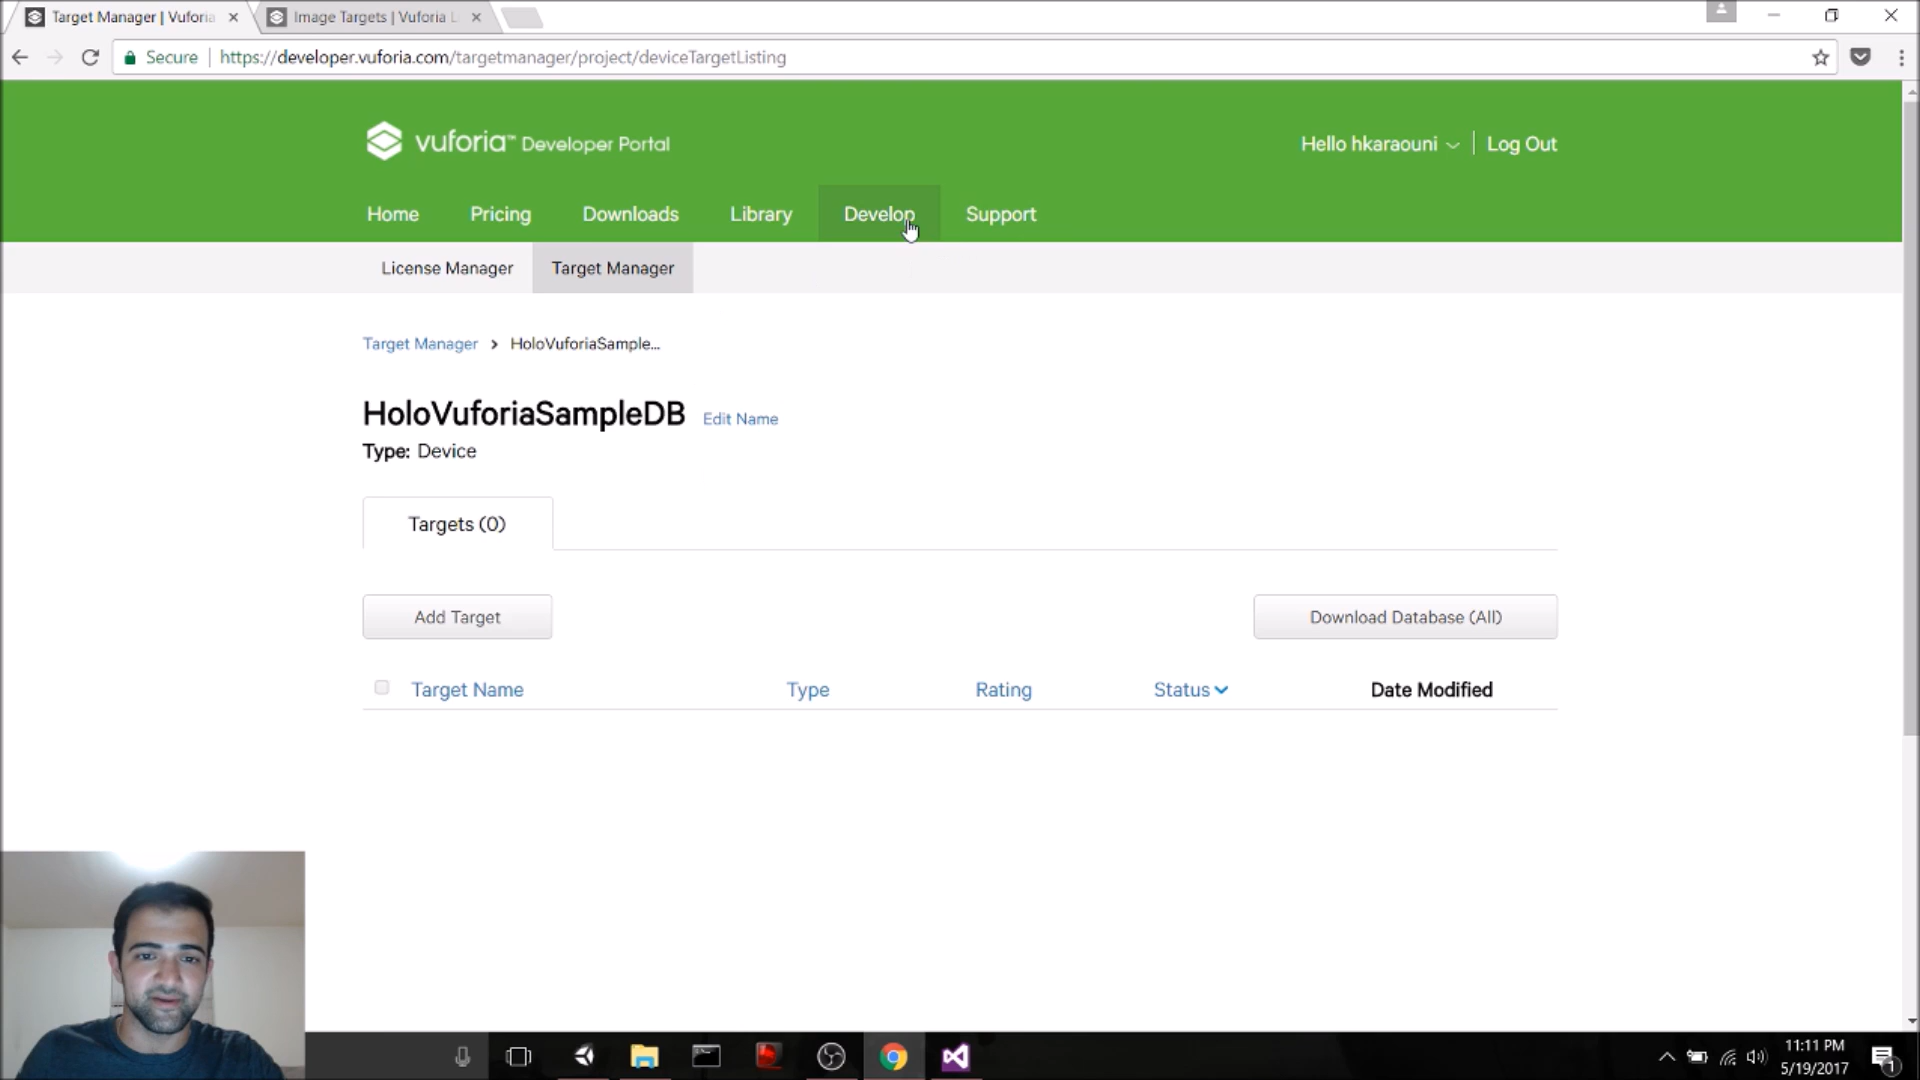 Target Manager | Vuforia
Image Targets | Vuforia L
Secure
https://developer.vuforia.com/targetmanager/project/deviceTargetListing
vuforia™ Developer Portal
Hello hkaraouni
Log Out
Home
Pricing
Downloads
Library
Develop
Support
License Manager
Target Manager
Target Manager > HoloVuforiaSample...
HoloVuforiaSampleDB
Edit Name
Type: Device
Targets (0)
Add Target
Download Database (All)
Target Name
Type
Rating
Status
Date Modified
11:11 PM
5/19/2017
1